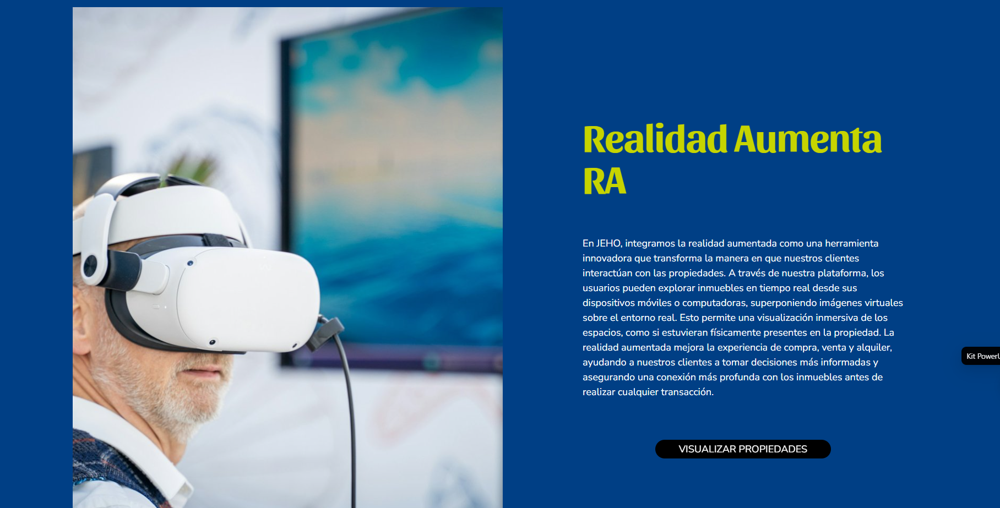 Realidad Aumenta
RA
En JEHO, integramos la realidad aumentada como una herramienta
innovadora que transforma la manera en que nuestros clientes
interactúan con las propiedades. A través de nuestra plataforma, los
usuarios pueden explorar inmuebles en tiempo real desde sus
dispositivos móviles o computadoras, superponiendo imágenes virtuales
sobre el entorno real. Esto permite una visualización inmersiva de los
espacios, como si estuvieran físicamente presentes en la propiedad. La
realidad aumentada mejora la experiencia de compra, venta y alquiler,
ayudando a nuestros clientes a tomar decisiones más informadas y
asegurando una conexión más profunda con los inmuebles antes de
realizar cualquier transacción.
Kit PowerU
VISUALIZAR PROPIEDADES